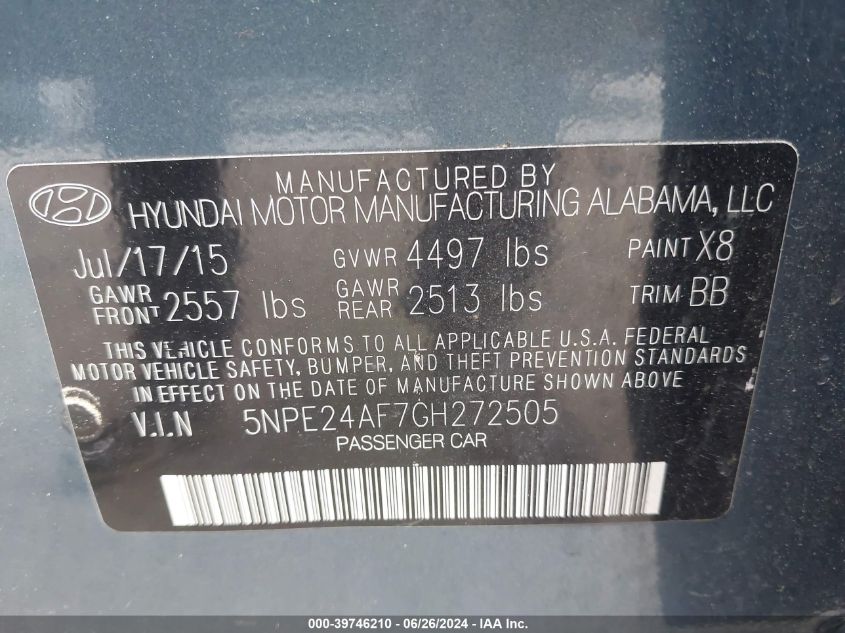 MANUFACTURED BY
HYUNDAI MOTOR MANUFACTURING ALABAMA, LLC
Jul/17/15 GVWR 4497 lbs PAINT X8
GAWR FRONT 2557 lbs GAWR REAR 2513 lbs TRIM BB
THIS VEHICLE CONFORMS TO ALL APPLICABLE U.S.A. FEDERAL
MOTOR VEHICLE SAFETY, BUMPER, AND THEFT PREVENTION STANDARDS
IN EFFECT ON THE DATE OF MANUFACTURE SHOWN ABOVE.
V.I.N 5NPE24AF7GH272505
PASSENGER CAR
000-39746210 - 06/26/2024 - IAA Inc.